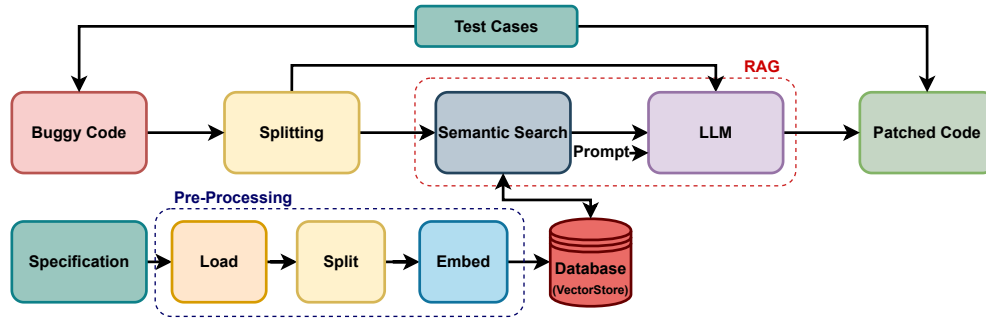 Test Cases
RAG
Buggy Code
Splitting
Semantic Search
LLM
Patched Code
Prompt
Pre-Processing
Specification
Load
Split
Embed
Database
(VectorStore)